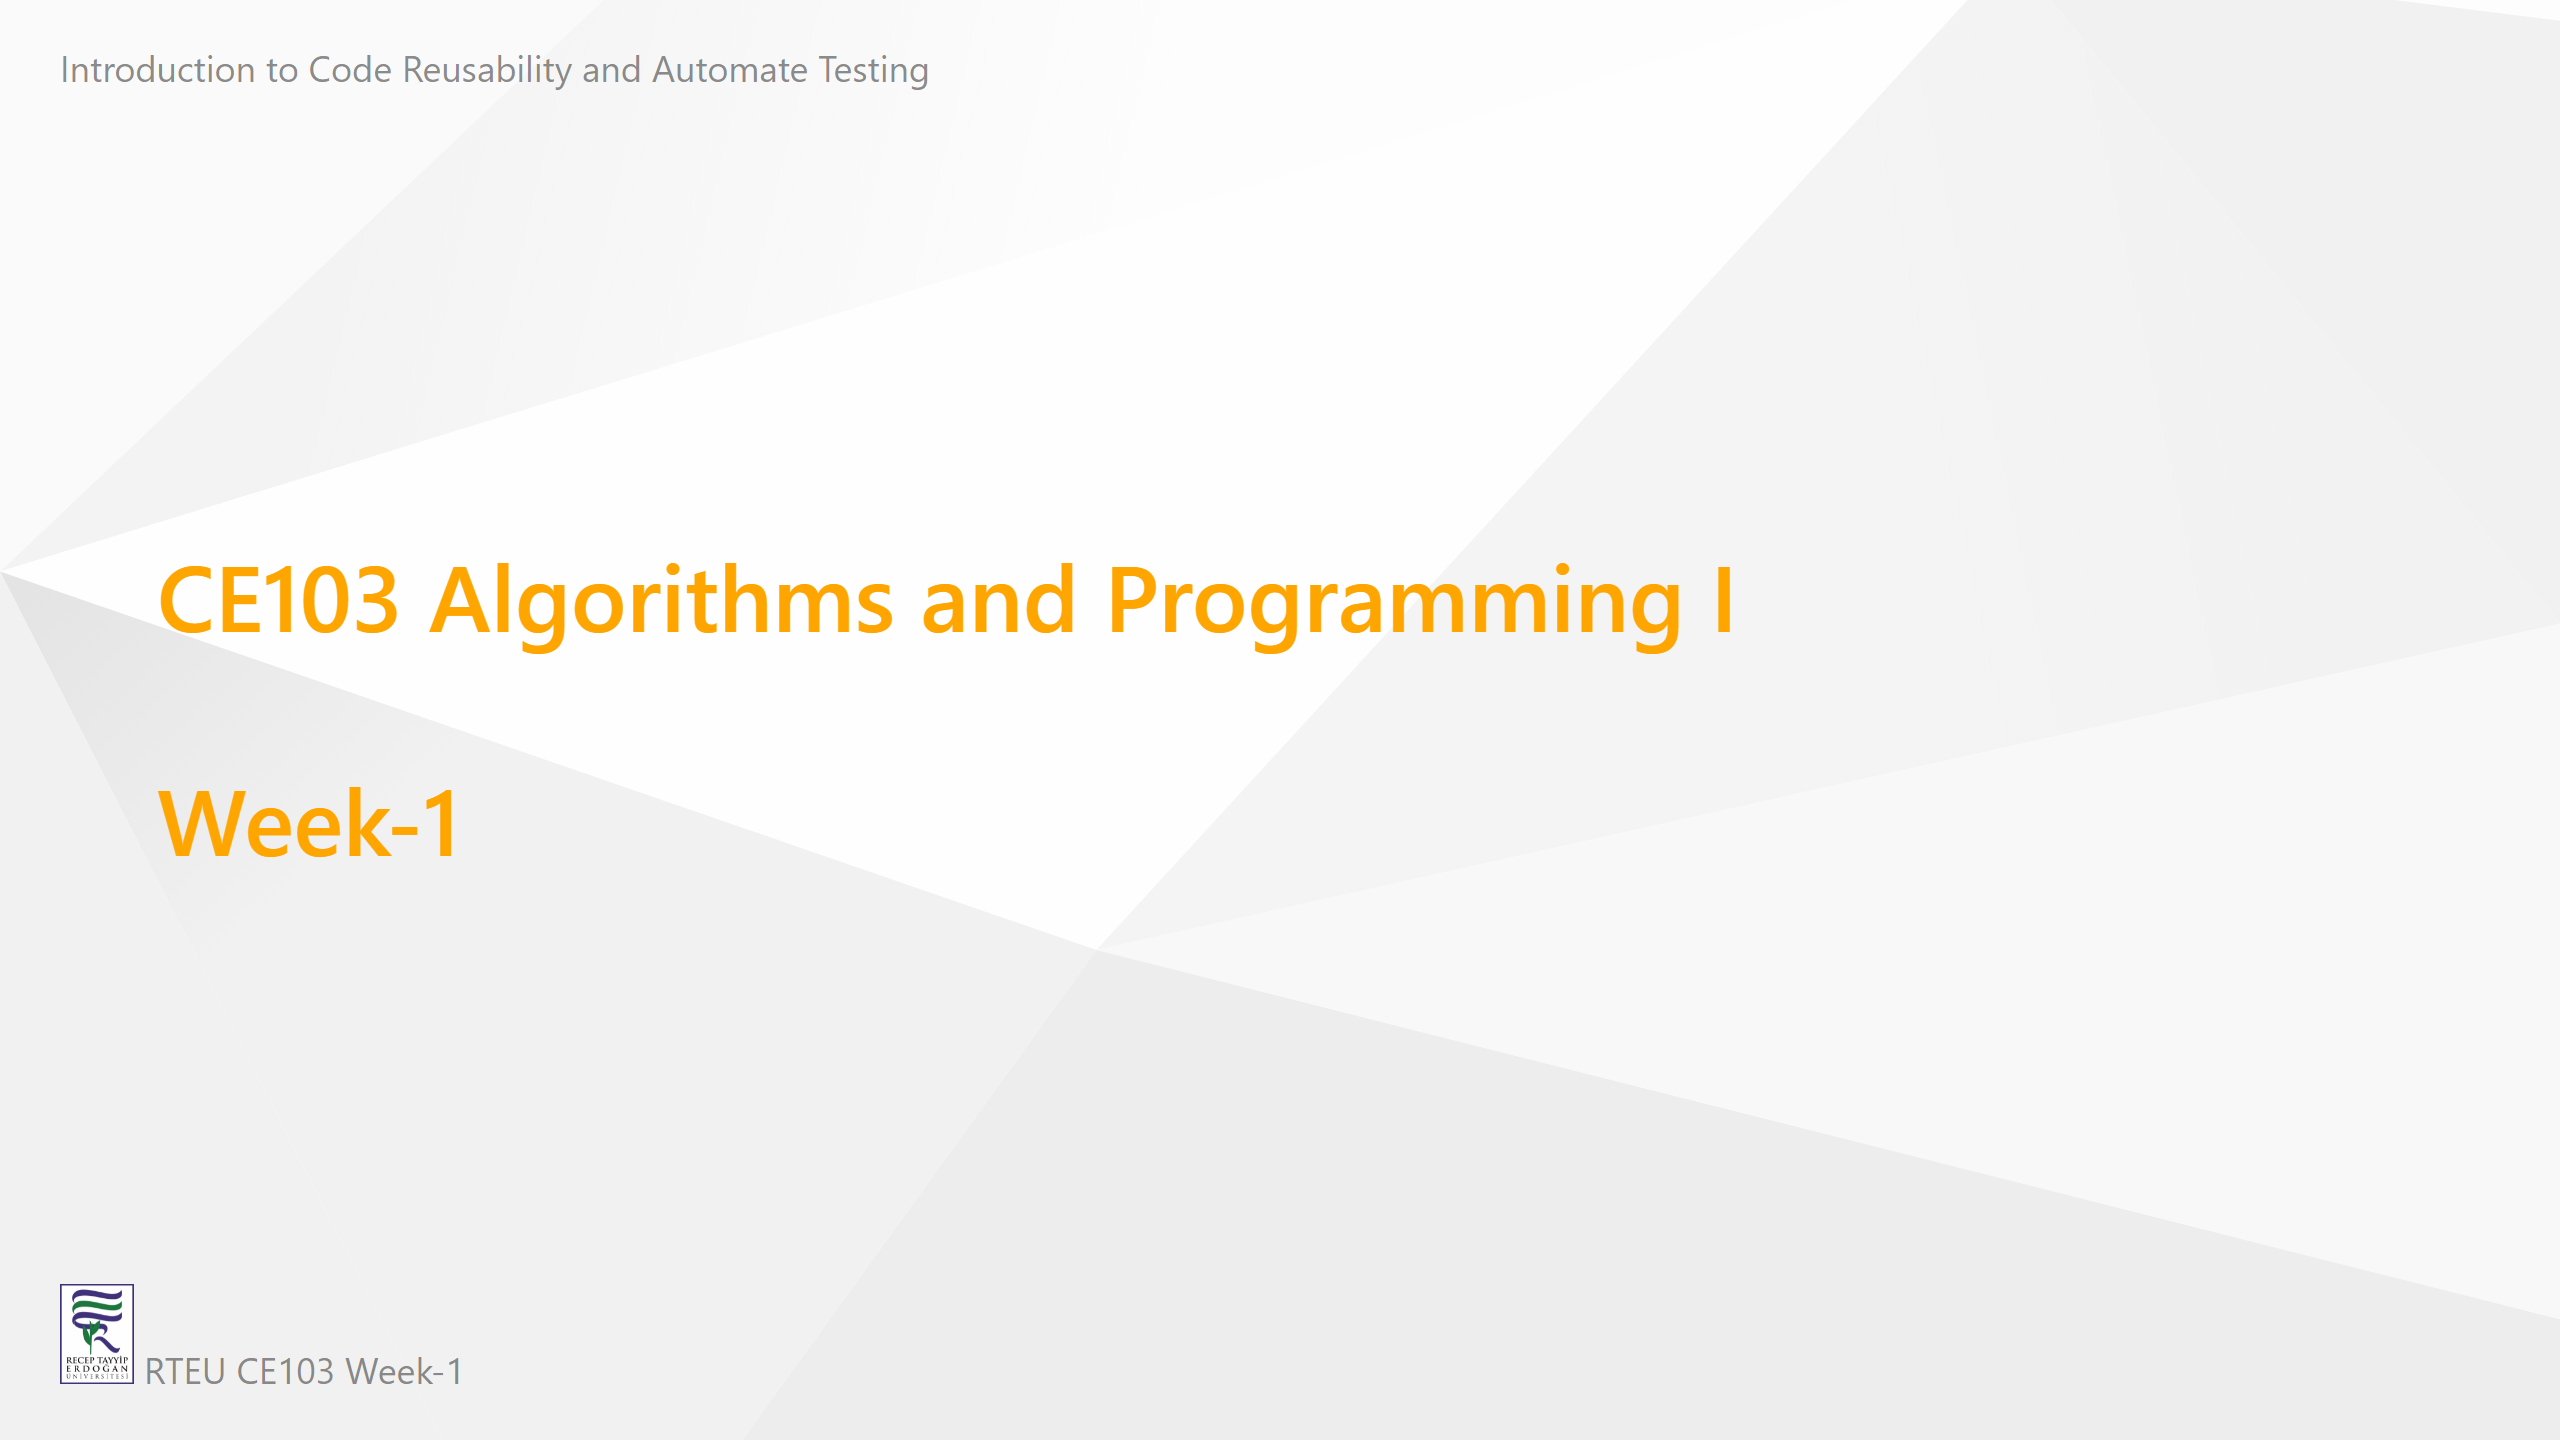 Introduction to Code Reusability and Automate Testing
CE103 Algorithms and Programming I
Week-1
RECEP TAYYİP
ERDOĞAN
ÜNİVERSİTESİ
RTEU CE103 Week-1